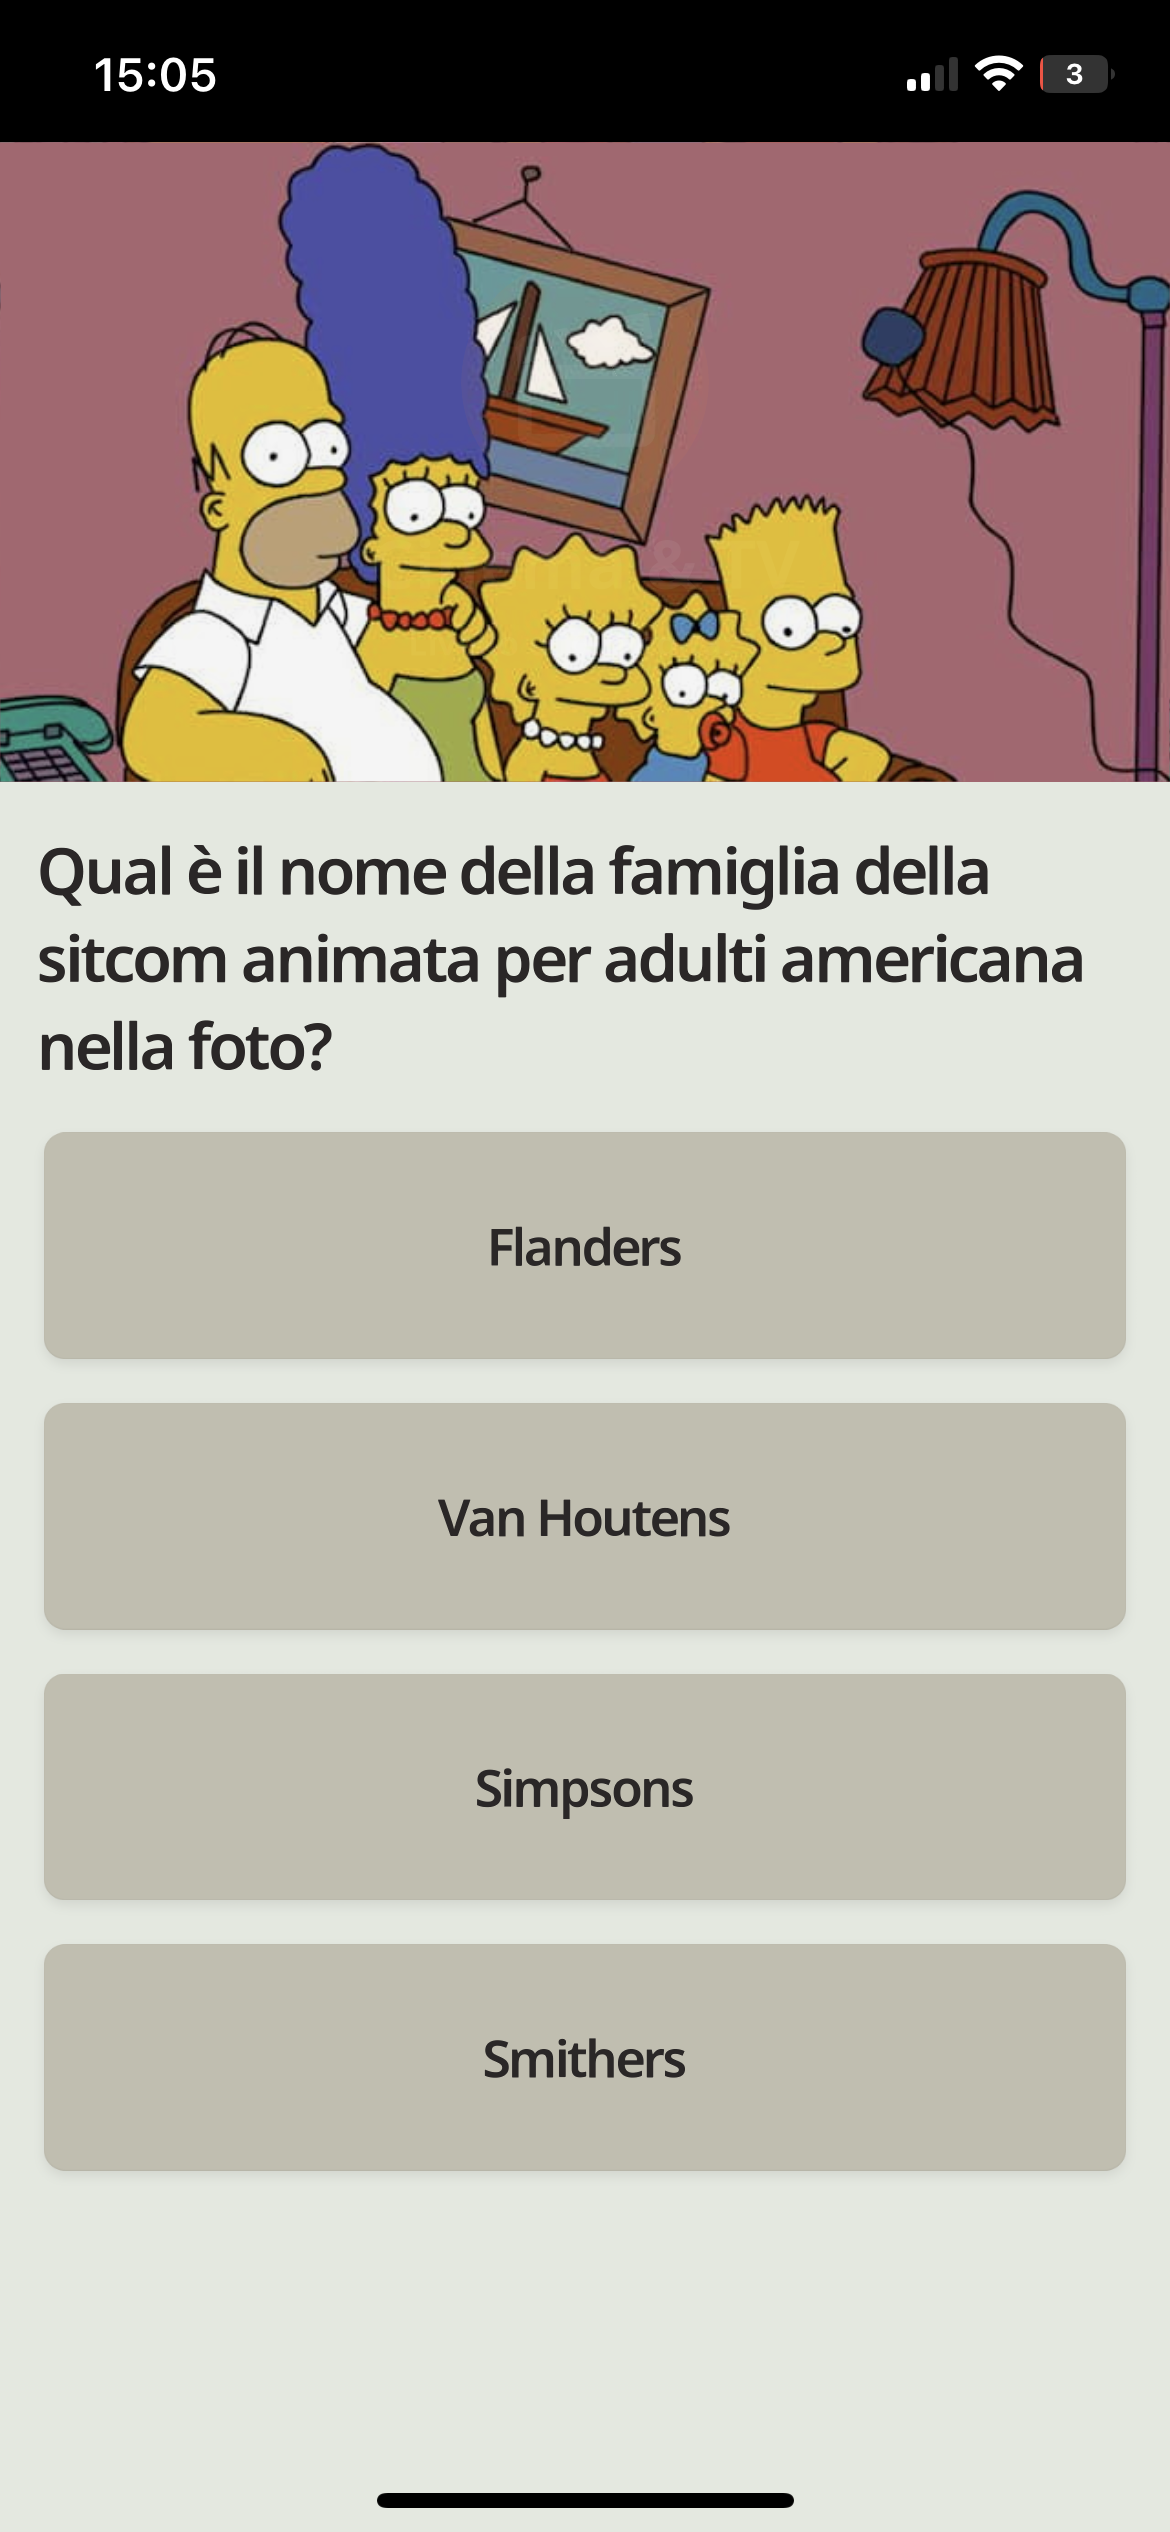 15:05
3
& TV
Qual è il nome della famiglia della
sitcom animata per adulti americana
nella foto?
Flanders
Van Houtens
Simpsons
Smithers